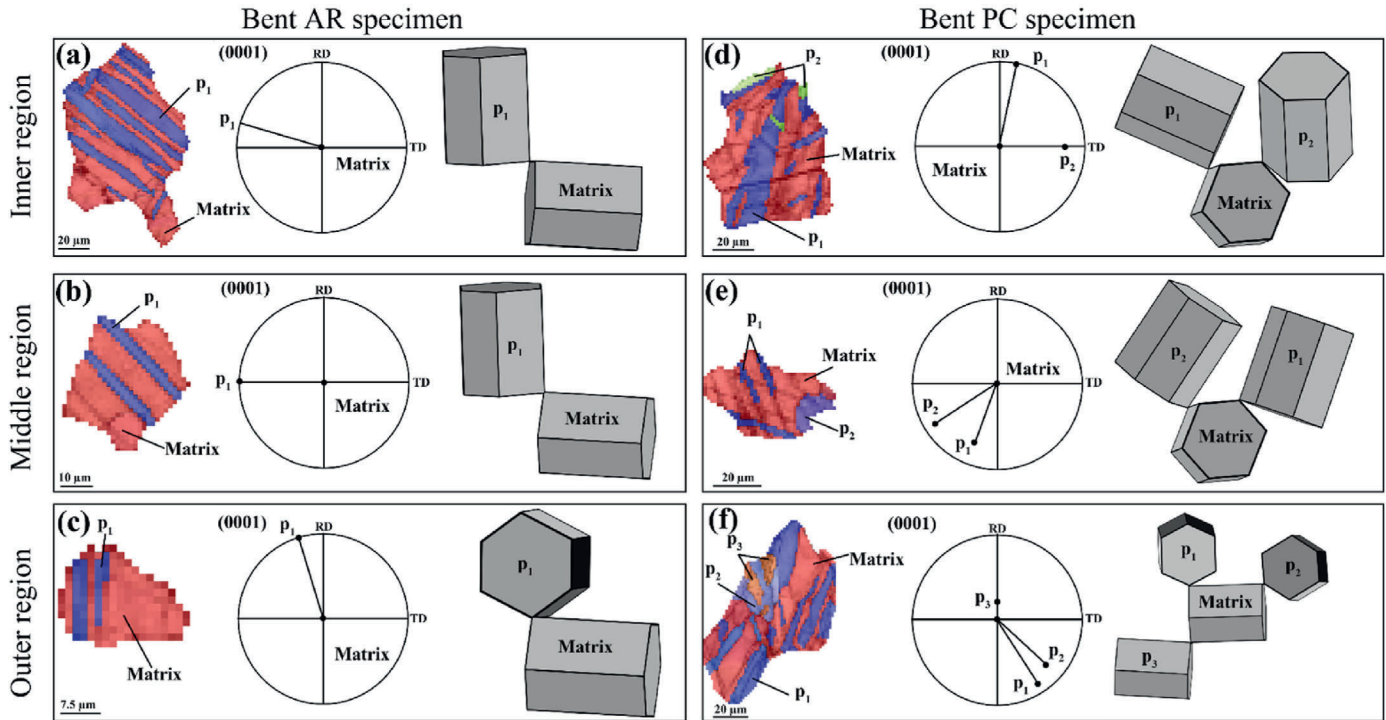 Bent AR specimen
Bent PC specimen
Inner region
(a)
p1
Matrix
20 µm
(0001)
RD
TD
p1
Matrix
p1
Matrix
(d)
p2
Matrix
p1
20 µm
(0001)
RD
p1
TD
p2
Matrix
p1
p2
Matrix
Middle region
(b)
p1
Matrix
10 µm
(0001)
RD
p1
TD
Matrix
p1
Matrix
(e)
p1
Matrix
p2
20 µm
(0001)
RD
Matrix
TD
p2
p1
p2
p1
Matrix
Outer region
(c)
p1
Matrix
7.5 µm
(0001)
p1
RD
TD
Matrix
p1
Matrix
(f)
p3
p2
Matrix
p1
20 µm
(0001)
RD
p3
TD
p2
p1
p1
p2
Matrix
p3